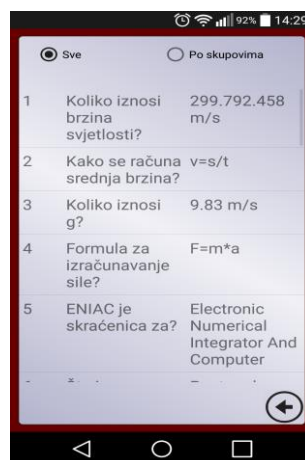 92% 14:29
Sve Po skupovima
1 Koliko iznosi 299.792.458
brzina m/s
svjetlosti?
2 Kako se računa v=s/t
srednja brzina?
3 Koliko iznosi 9.83 m/s
g?
4 Formula za F=m*a
izračunavanje
sile?
5 ENIAC je Electronic
skraćenica za? Numerical
Integrator And
Computer